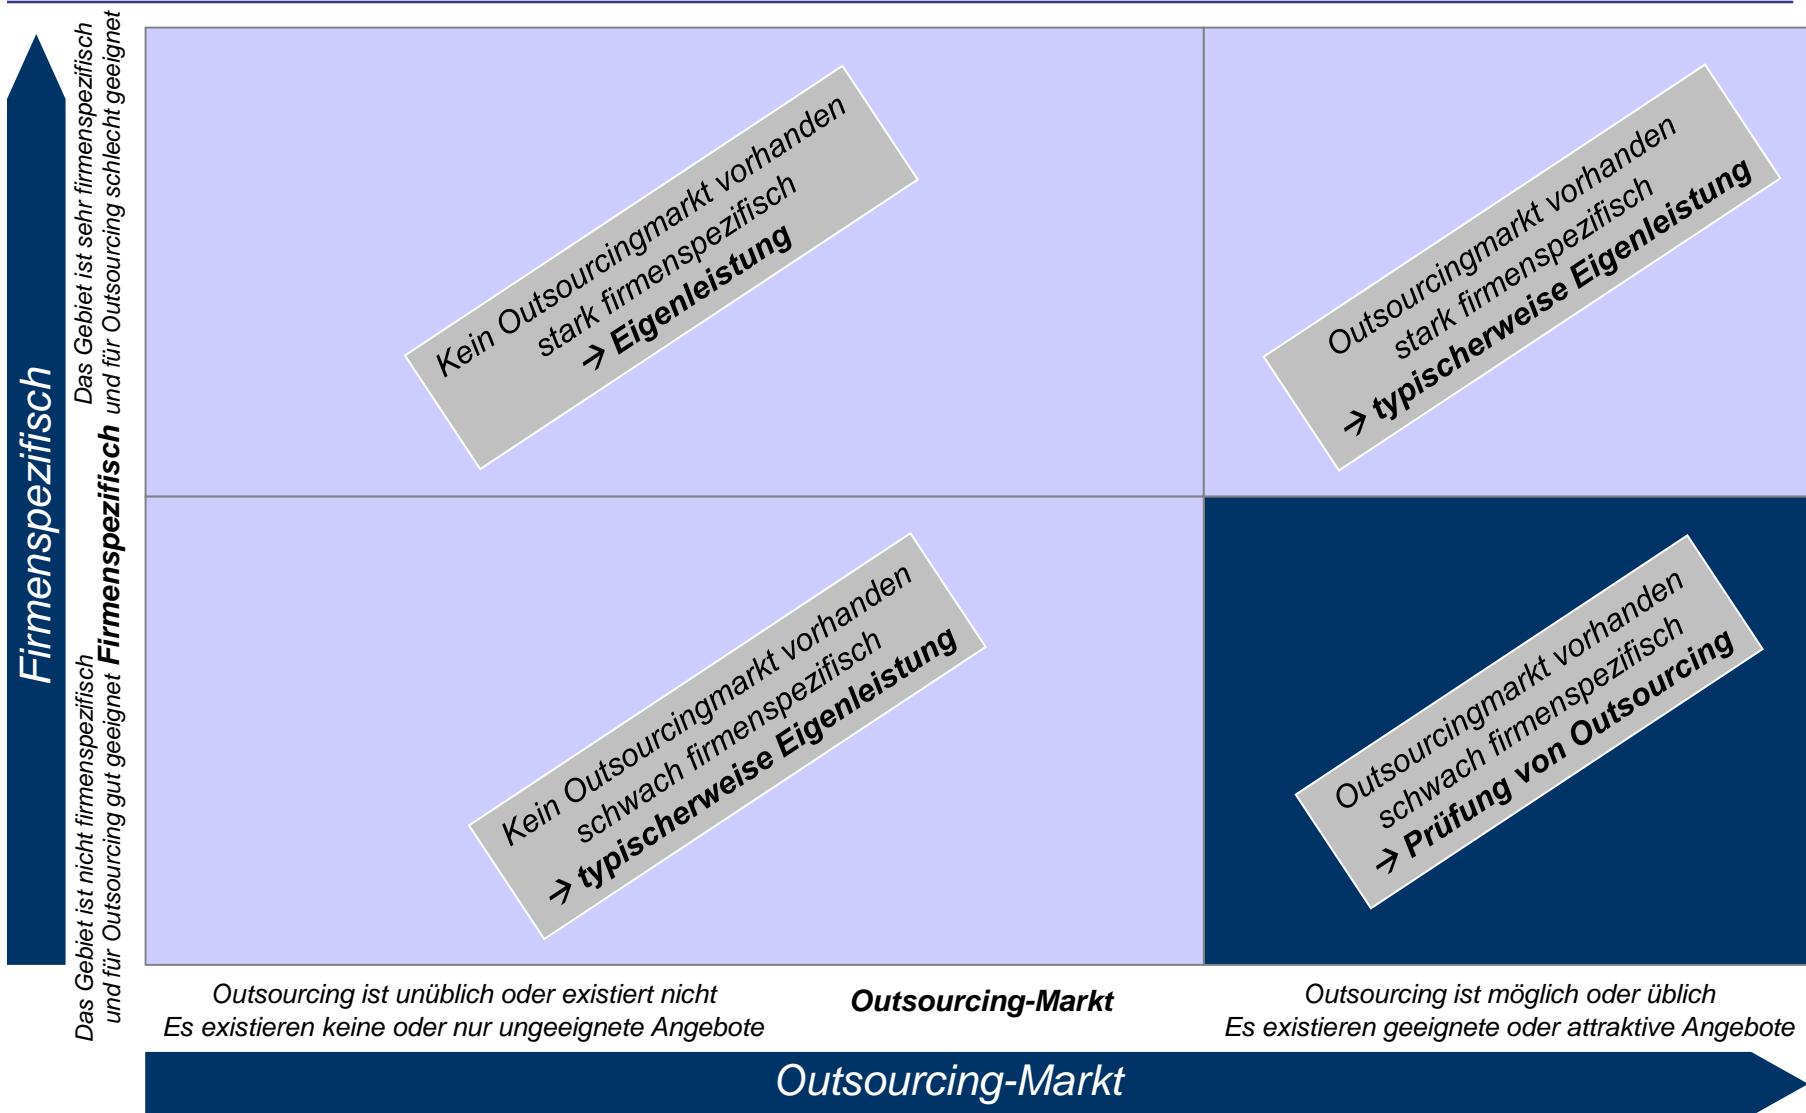 Firmenspezifisch
Das Gebiet ist sehr firmenspezifisch
und für Outsourcing schlecht geeignet
Firmenspezifisch
Das Gebiet ist nicht firmenspezifisch
und für Outsourcing gut geeignet
Kein Outsourcingmarkt vorhanden
stark firmenspezifisch
→ Eigenleistung
Outsourcingmarkt vorhanden
stark firmenspezifisch
→ typischerweise Eigenleistung
Kein Outsourcingmarkt vorhanden
schwach firmenspezifisch
→ typischerweise Eigenleistung
Outsourcingmarkt vorhanden
schwach firmenspezifisch
→ Prüfung von Outsourcing
Outsourcing ist unüblich oder existiert nicht
Es existieren keine oder nur ungeeignete Angebote
Outsourcing-Markt
Outsourcing ist möglich oder üblich
Es existieren geeignete oder attraktive Angebote
Outsourcing-Markt